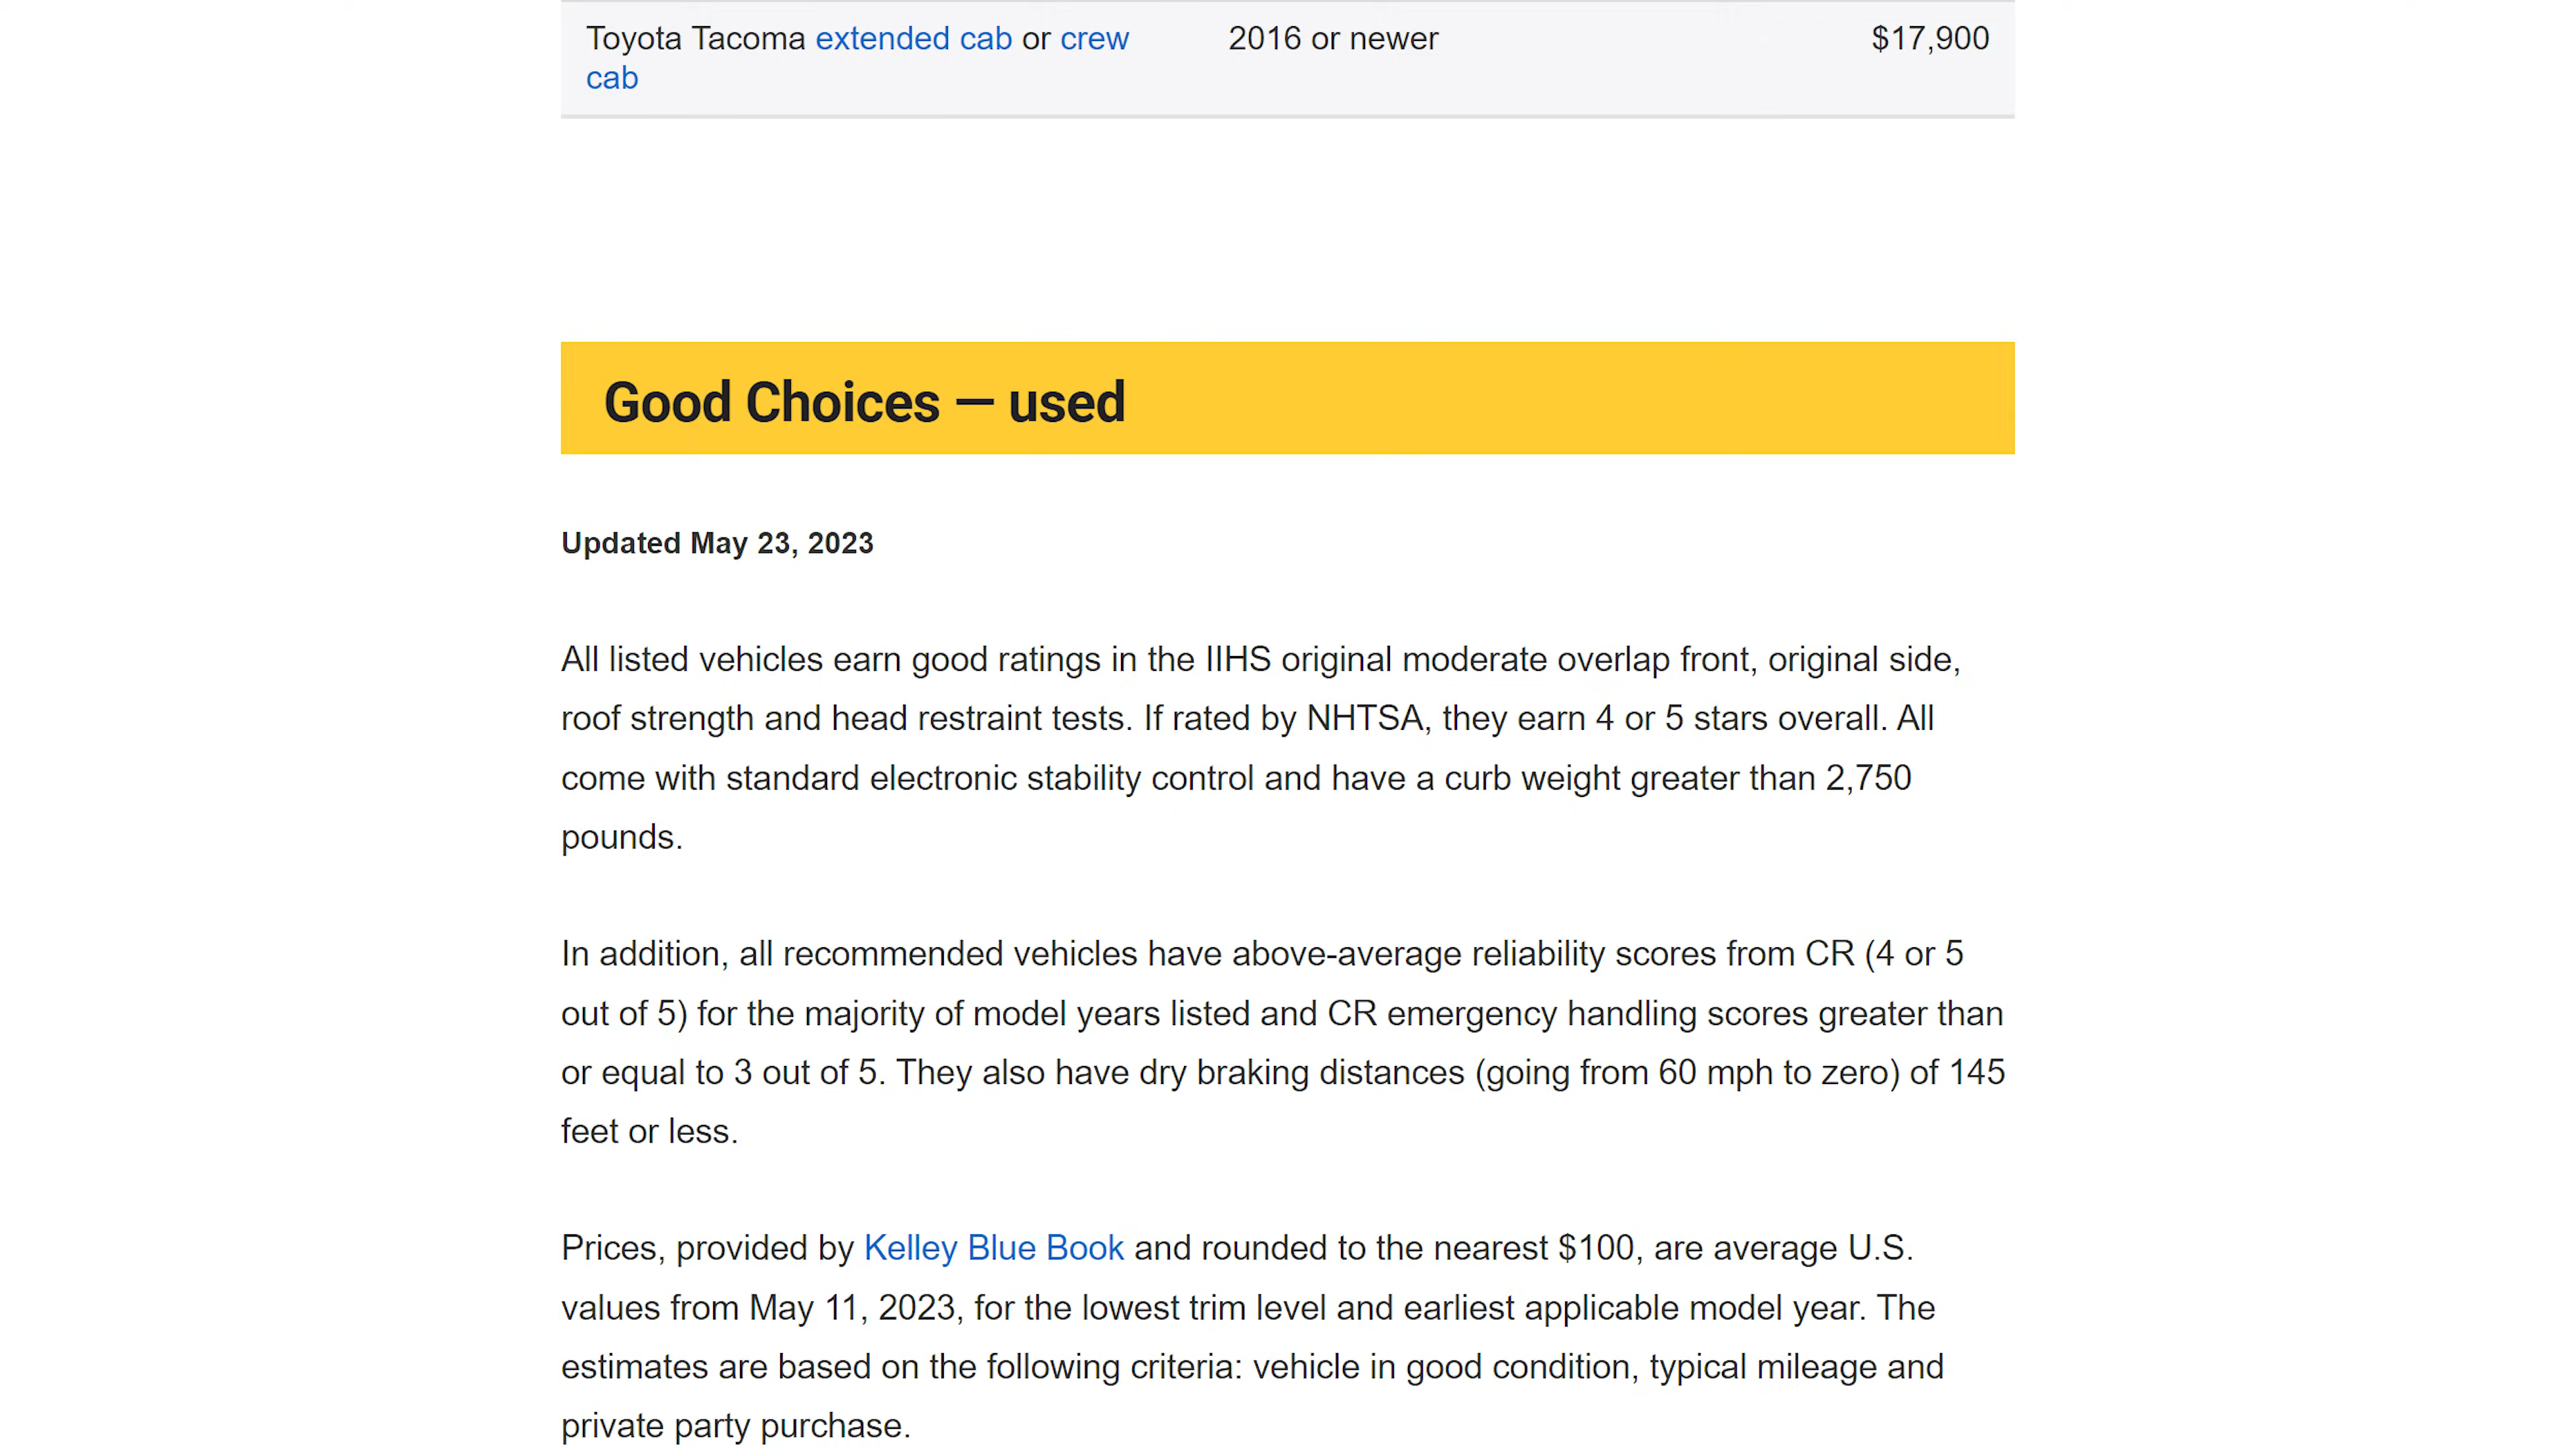 Toyota Tacoma extended cab or crew 2016 or newer $17,900
cab
Good Choices — used
Updated May 23, 2023
All listed vehicles earn good ratings in the IIHS original moderate overlap front, original side,
roof strength and head restraint tests. If rated by NHTSA, they earn 4 or 5 stars overall. All
come with standard electronic stability control and have a curb weight greater than 2,750
pounds.
In addition, all recommended vehicles have above-average reliability scores from CR (4 or 5
out of 5) for the majority of model years listed and CR emergency handling scores greater than
or equal to 3 out of 5. They also have dry braking distances (going from 60 mph to zero) of 145
feet or less.
Prices, provided by Kelley Blue Book and rounded to the nearest $100, are average U.S.
values from May 11, 2023, for the lowest trim level and earliest applicable model year. The
estimates are based on the following criteria: vehicle in good condition, typical mileage and
private party purchase.